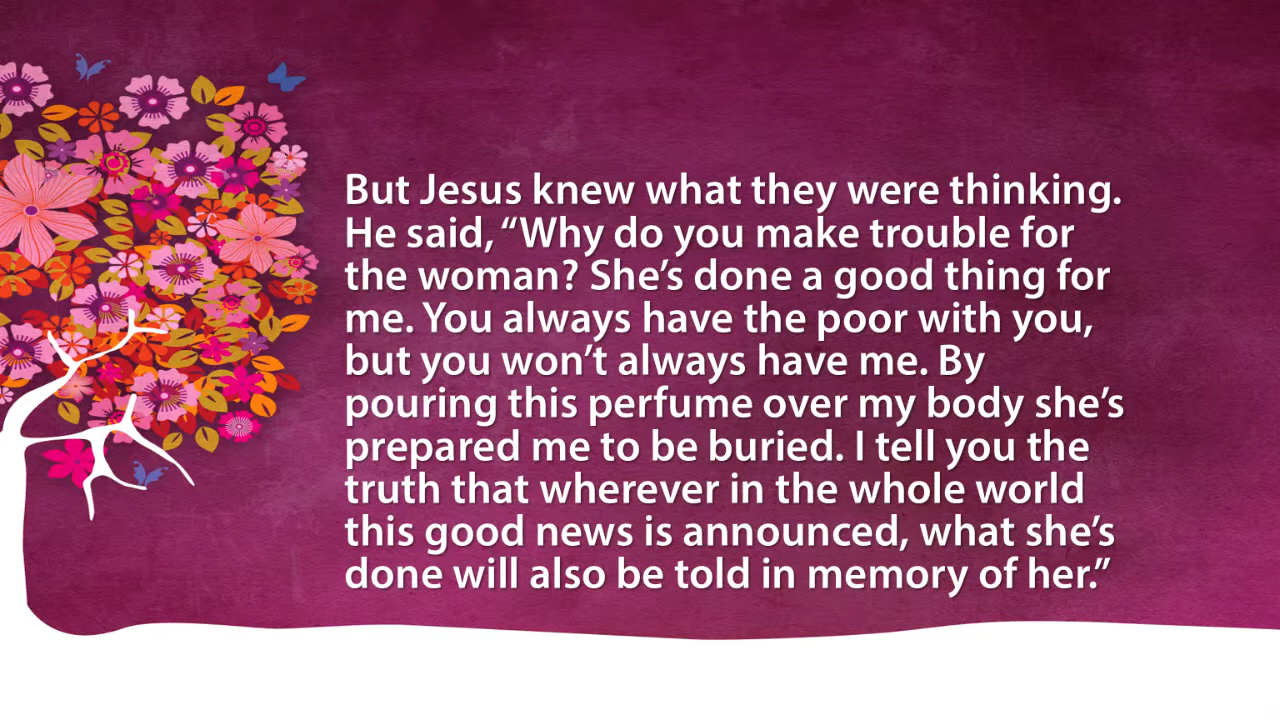 But Jesus knew what they were thinking.
He said, “Why do you make trouble for
the woman? She’s done a good thing for
me. You always have the poor with you,
but you won’t always have me. By
pouring this perfume over my body she’s
prepared me to be buried. I tell you the
truth that wherever in the whole world
this good news is announced, what she’s
done will also be told in memory of her.”